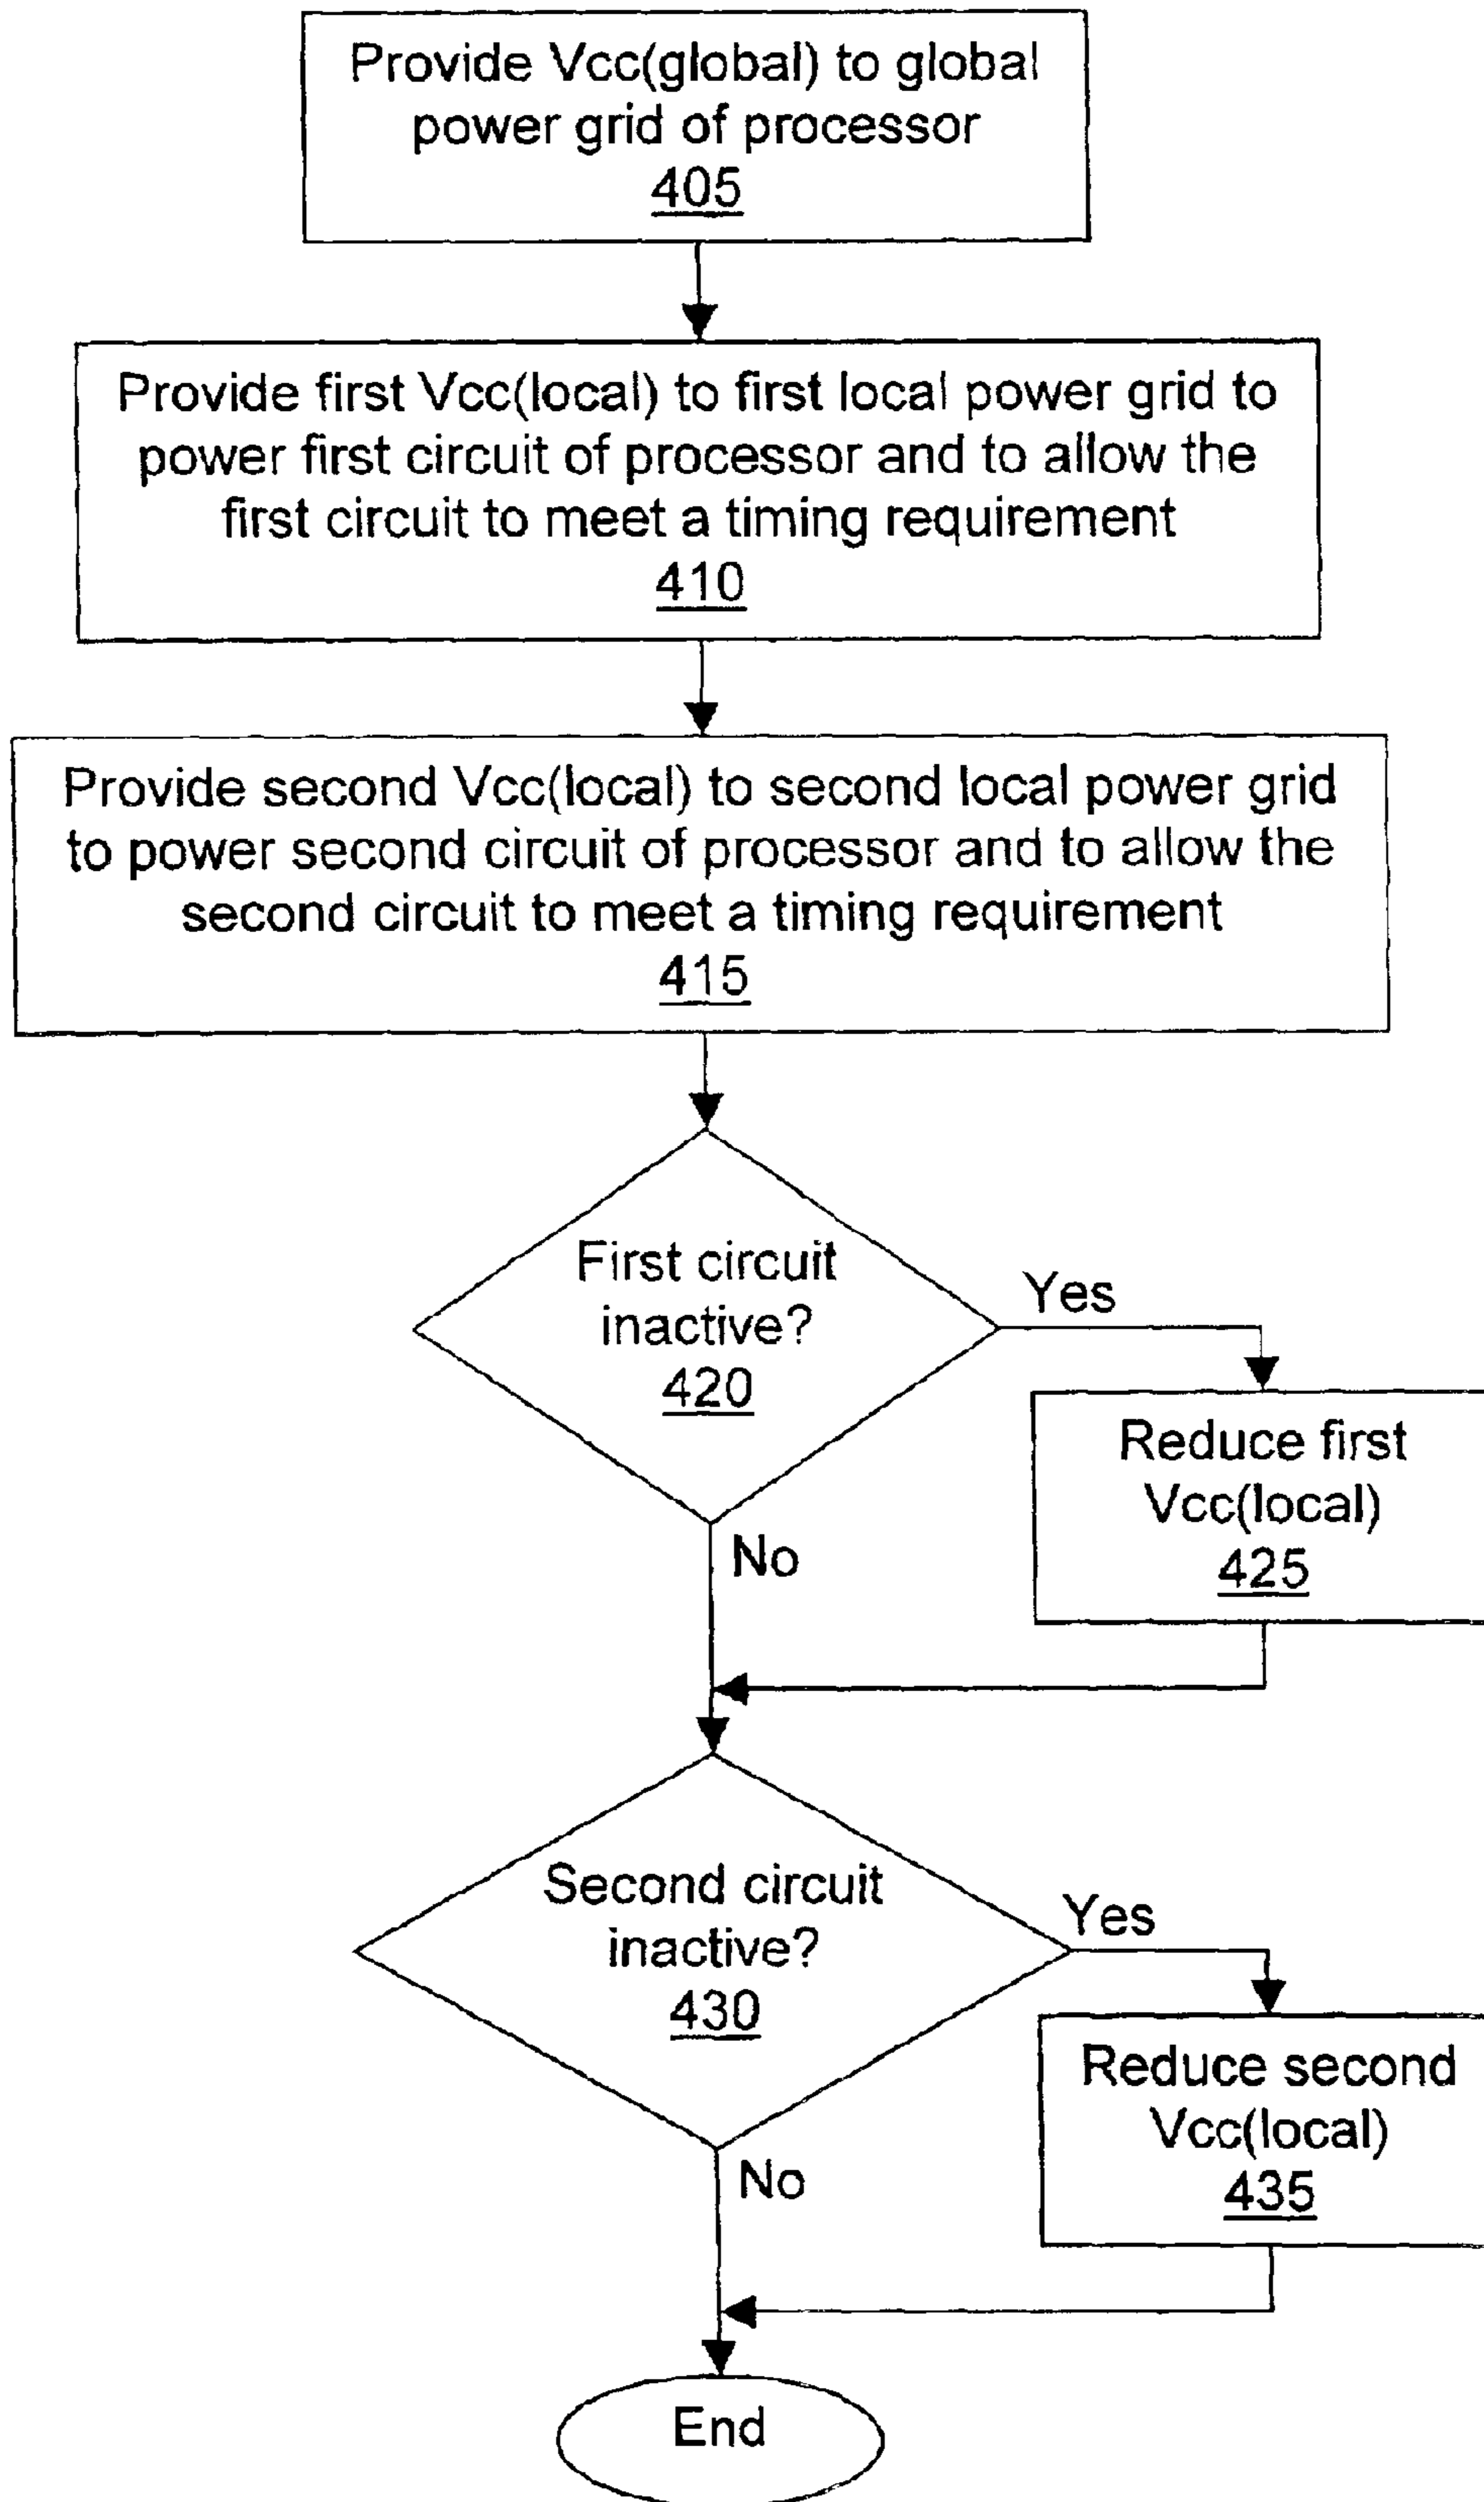 Provide Vcc(global) to global
power grid of processor
405
Provide first Vcc(local) to first local power grid to
power first circuit of processor and to allow the
first circuit to meet a timing requirement
410
Provide second Vcc(local) to second local power grid
to power second circuit of processor and to allow the
second circuit to meet a timing requirement
415
First circuit
inactive?
420
Yes
Reduce first
Vcc(local)
425
No
Second circuit
inactive?
430
Yes
Reduce second
Vcc(local)
435
No
End